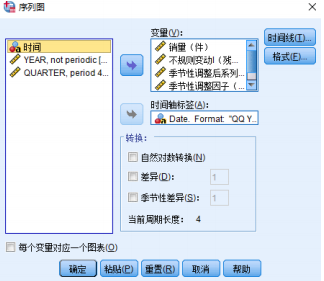 序列图
时间
YEAR, not periodic [...
QUARTER, period 4...
变量(V):
销量（件）
不规则变动I（残...
季节性调整后系列...
季节性调整因子（...
时间轴标签(A):
Date. Format: "QQ Y...
转换:
自然对数转换(N)
差异(D): 1
季节性差异(S): 1
当前周期长度: 4
时间线(T)...
格式(F)...
每个变量对应一个图表(O)
确定 粘贴(P) 重置(R) 取消 帮助